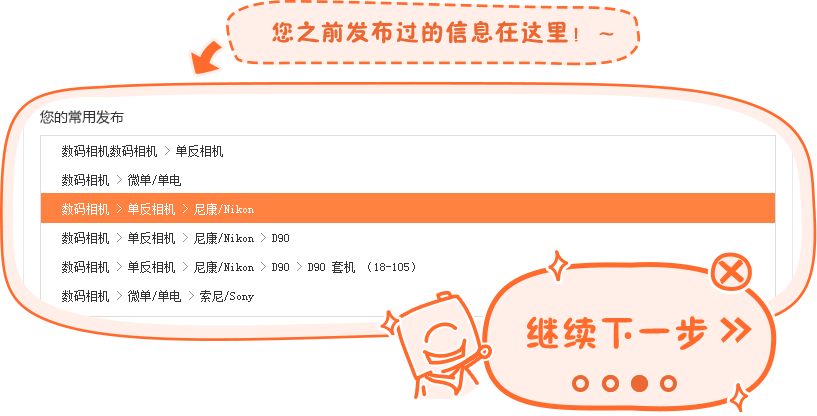 您之前发布过的信息在这里！~
您的常用发布
数码相机数码相机 > 单反相机
数码相机 > 微单/单电
数码相机 > 单反相机 > 尼康/Nikon
数码相机 > 单反相机 > 尼康/Nikon > D90
数码相机 > 单反相机 > 尼康/Nikon > D90 > D90 套机 （18-105）
数码相机 > 微单/单电 > 索尼/Sony
继续下一步 >>